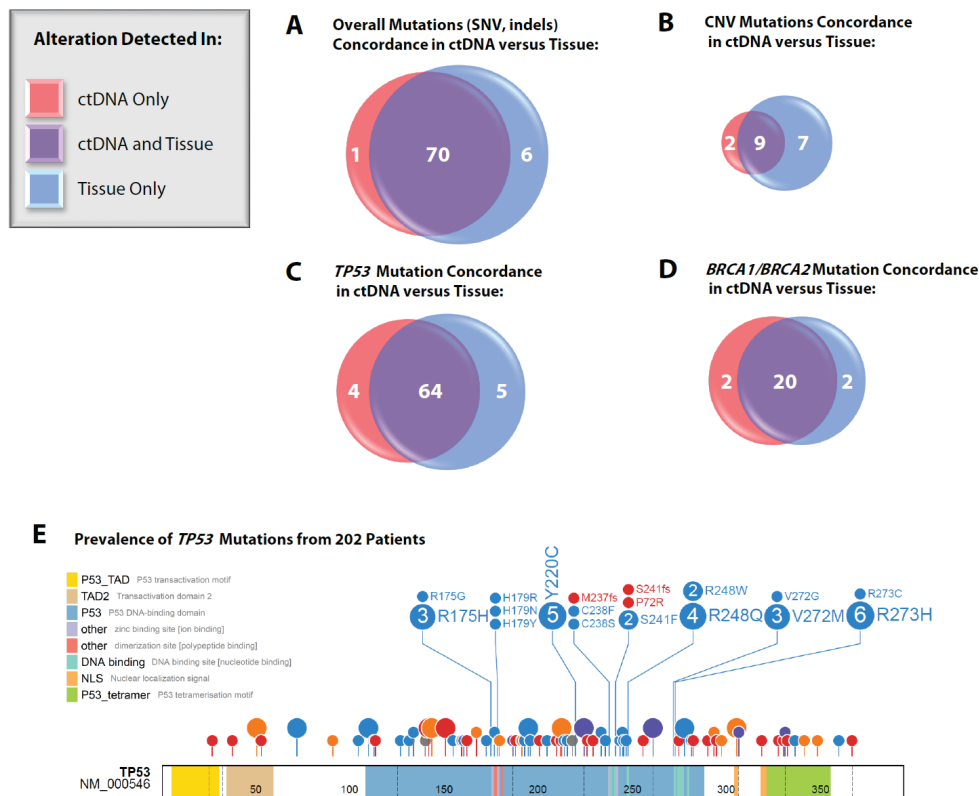 Alteration Detected In:
ctDNA Only
ctDNA and Tissue
Tissue Only
A
Overall Mutations (SNV, indels)
Concordance in ctDNA versus Tissue:
1
70
6
B
CNV Mutations Concordance
in ctDNA versus Tissue:
2
9
7
C
TP53 Mutation Concordance
in ctDNA versus Tissue:
4
64
5
D
BRCA1/BRCA2 Mutation Concordance
in ctDNA versus Tissue:
2
20
2
E
Prevalence of TP53 Mutations from 202 Patients
P53_TAD P53 transactivation motif
TAD2 Transactivation domain 2
P53 P53 DNA-binding domain
other zinc binding site [ion binding]
other dimerization site [polypeptide binding]
DNA binding DNA binding site [nucleotide binding]
NLS Nuclear localization signal
P53_tetramer P53 tetramerisation motif
R175G
3 R175H
H179R
H179N
H179Y
Y220C
5
M237fs
C238F
C238S
S241fs
P72R
2 S241F
2 R248W
4 R248Q
V272G
3 V272M
R273C
6 R273H
TP53
NM_000546
50
100
150
200
250
300
350